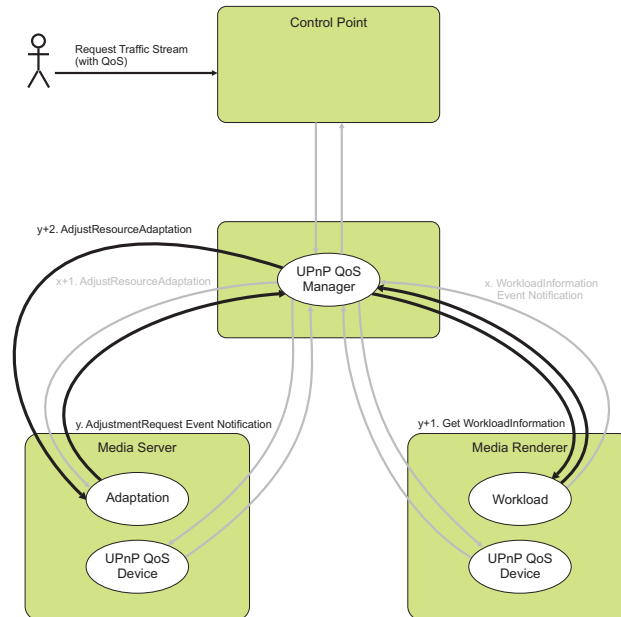 Control Point
Request Traffic Stream
(with QoS)
y+2. AdjustResourceAdaptation
UPnP QoS
Manager
x+1. AdjustResourceAdaptation
x. WorkloadInformation
Event Notification
y. AdjustmentRequest Event Notification
y+1. Get WorkloadInformation
Media Server
Media Renderer
Adaptation
Workload
UPnP QoS
Device
UPnP QoS
Device